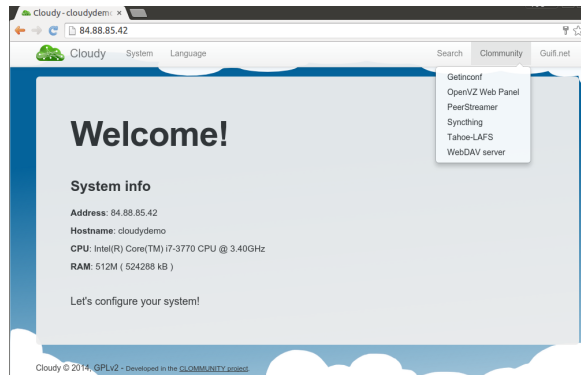 Cloudy - cloudydemo ×
84.88.85.42
Cloudy System Language Search Clommunity Guifi.net
Getinconf
OpenVZ Web Panel
PeerStreamer
Syncthing
Tahoe-LAFS
WebDAV server
Welcome!
System info
Address: 84.88.85.42
Hostname: cloudydemo
CPU: Intel(R) Core(TM) i7-3770 CPU @ 3.40GHz
RAM: 512M ( 524288 kB )
Let's configure your system!
Cloudy © 2014, GPLv2 - Developed in the CLOMMUNITY project.